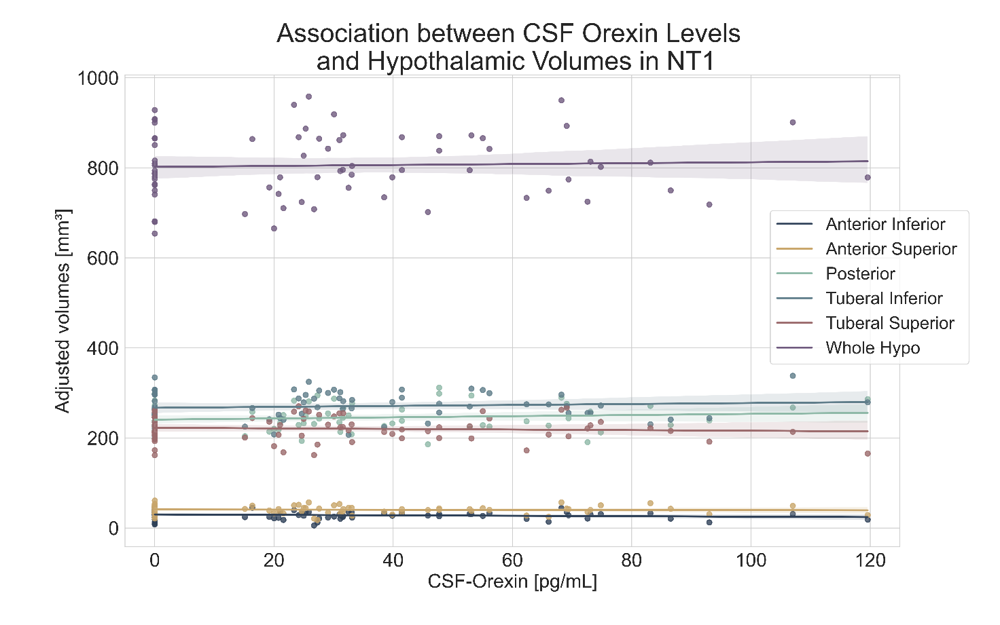 Association between CSF Orexin Levels
and Hypothalamic Volumes in NT1
1000
800
600
400
200
0
Adjusted volumes [mm³]
0 20 40 60 80 100 120
CSF-Orexin [pg/mL]
Anterior Inferior
Anterior Superior
Posterior
Tuberal Inferior
Tuberal Superior
Whole Hypo